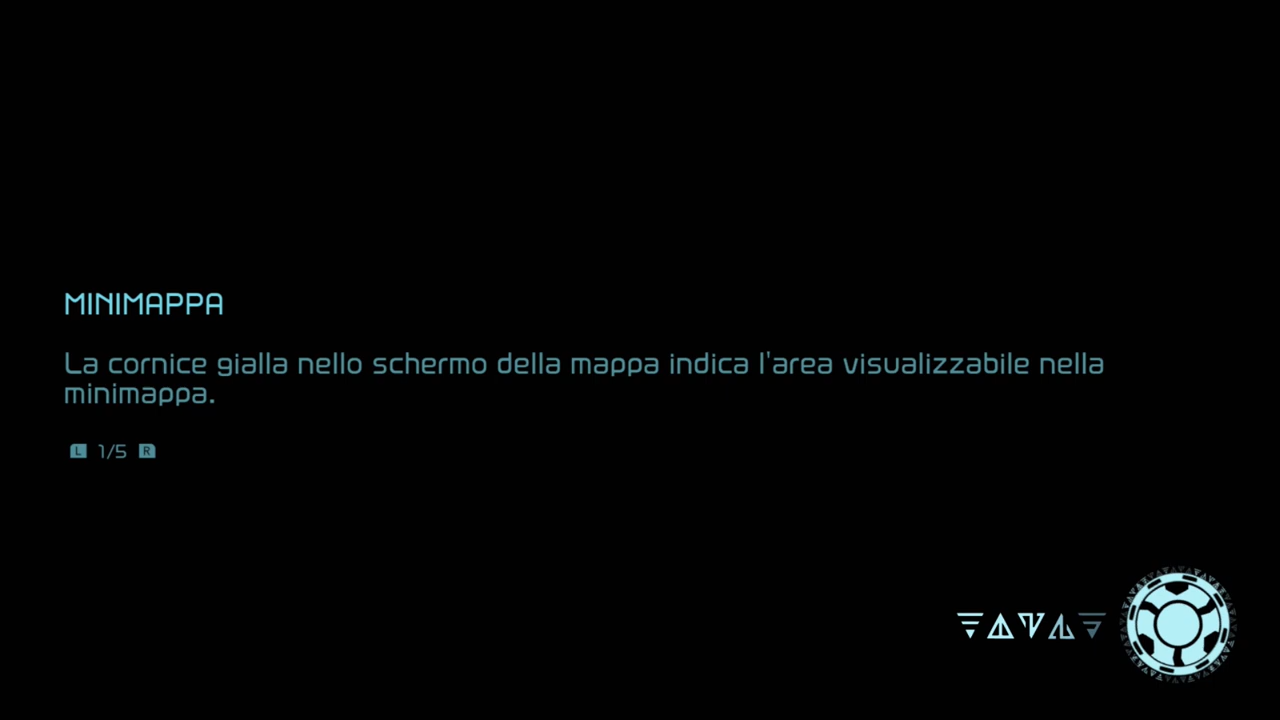 MINIMAPPA
La cornice gialla nello schermo della mappa indica l'area visualizzabile nella
minimappa.
L 1/5 R